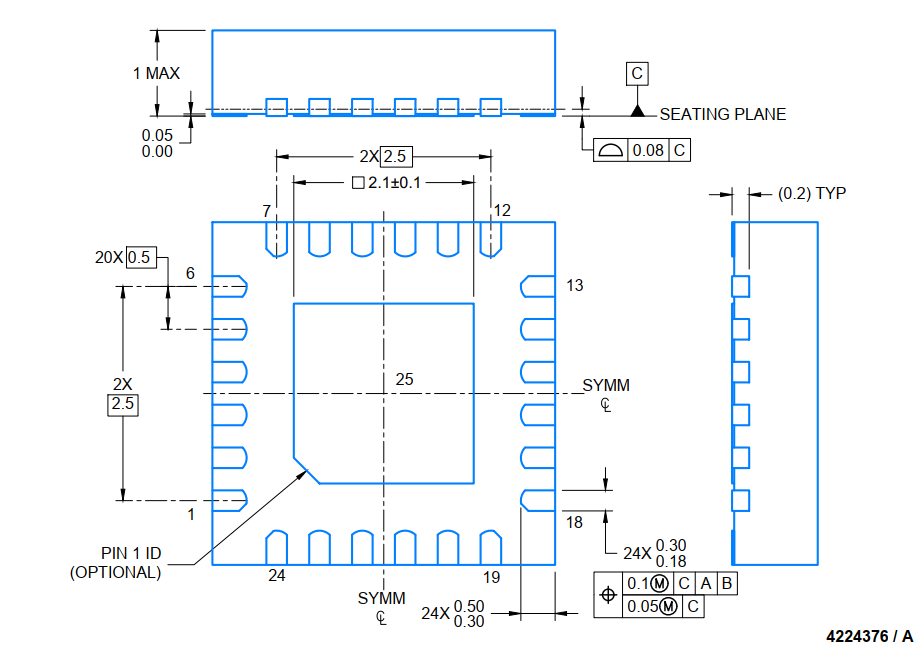 1 MAX
C
SEATING PLANE
0.05
0.00
0.08 C
2X 2.5
2.1±0.1
(0.2) TYP
7
12
20X 0.5
6
13
25
SYMM
℄
2X
2.5
1
18
PIN 1 ID
(OPTIONAL)
24X 0.30
0.18
24
19
0.1Ⓜ C A B
0.05Ⓜ C
SYMM
℄
24X 0.50
0.30
4224376 / A